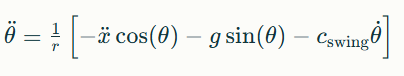 θ̈ = 1/r [−ẍ cos(θ) − g sin(θ) − c_swing θ̇]